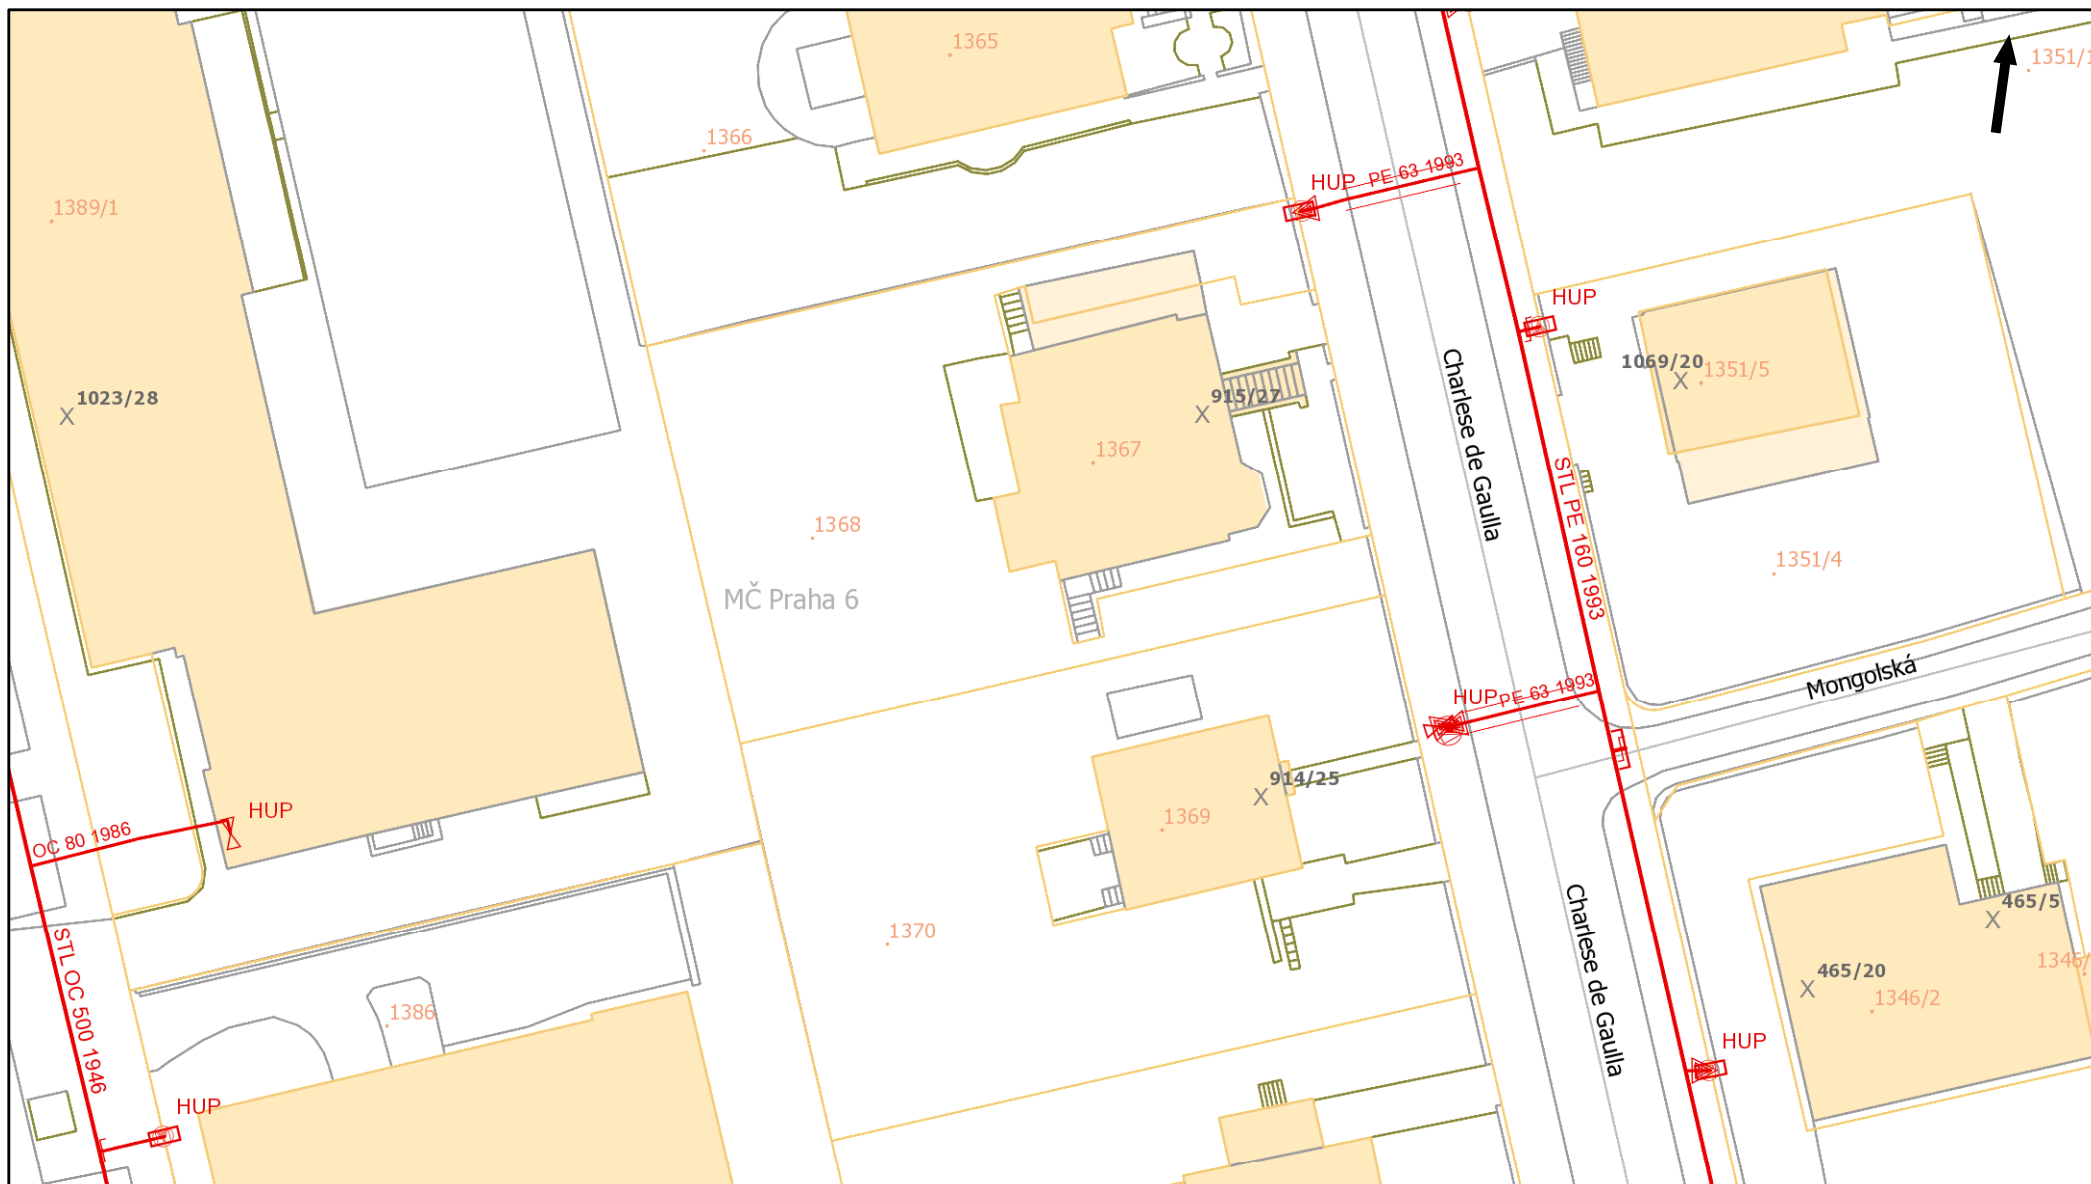 1365
1351/1
1366
HUP PE 63 1993
1389/1
HUP
1023/28
1069/20
1351/5
915/27
Charlese de Gaulla
1367
STL PE 160 1993
1368
1351/4
MČ Praha 6
HUP PE 63 1993
Mongolská
914/25
HUP
OC 80 1986
1369
Charlese de Gaulla
465/5
1370
STL OC 500 1946
465/20
1346/
1346/2
1386
HUP
HUP